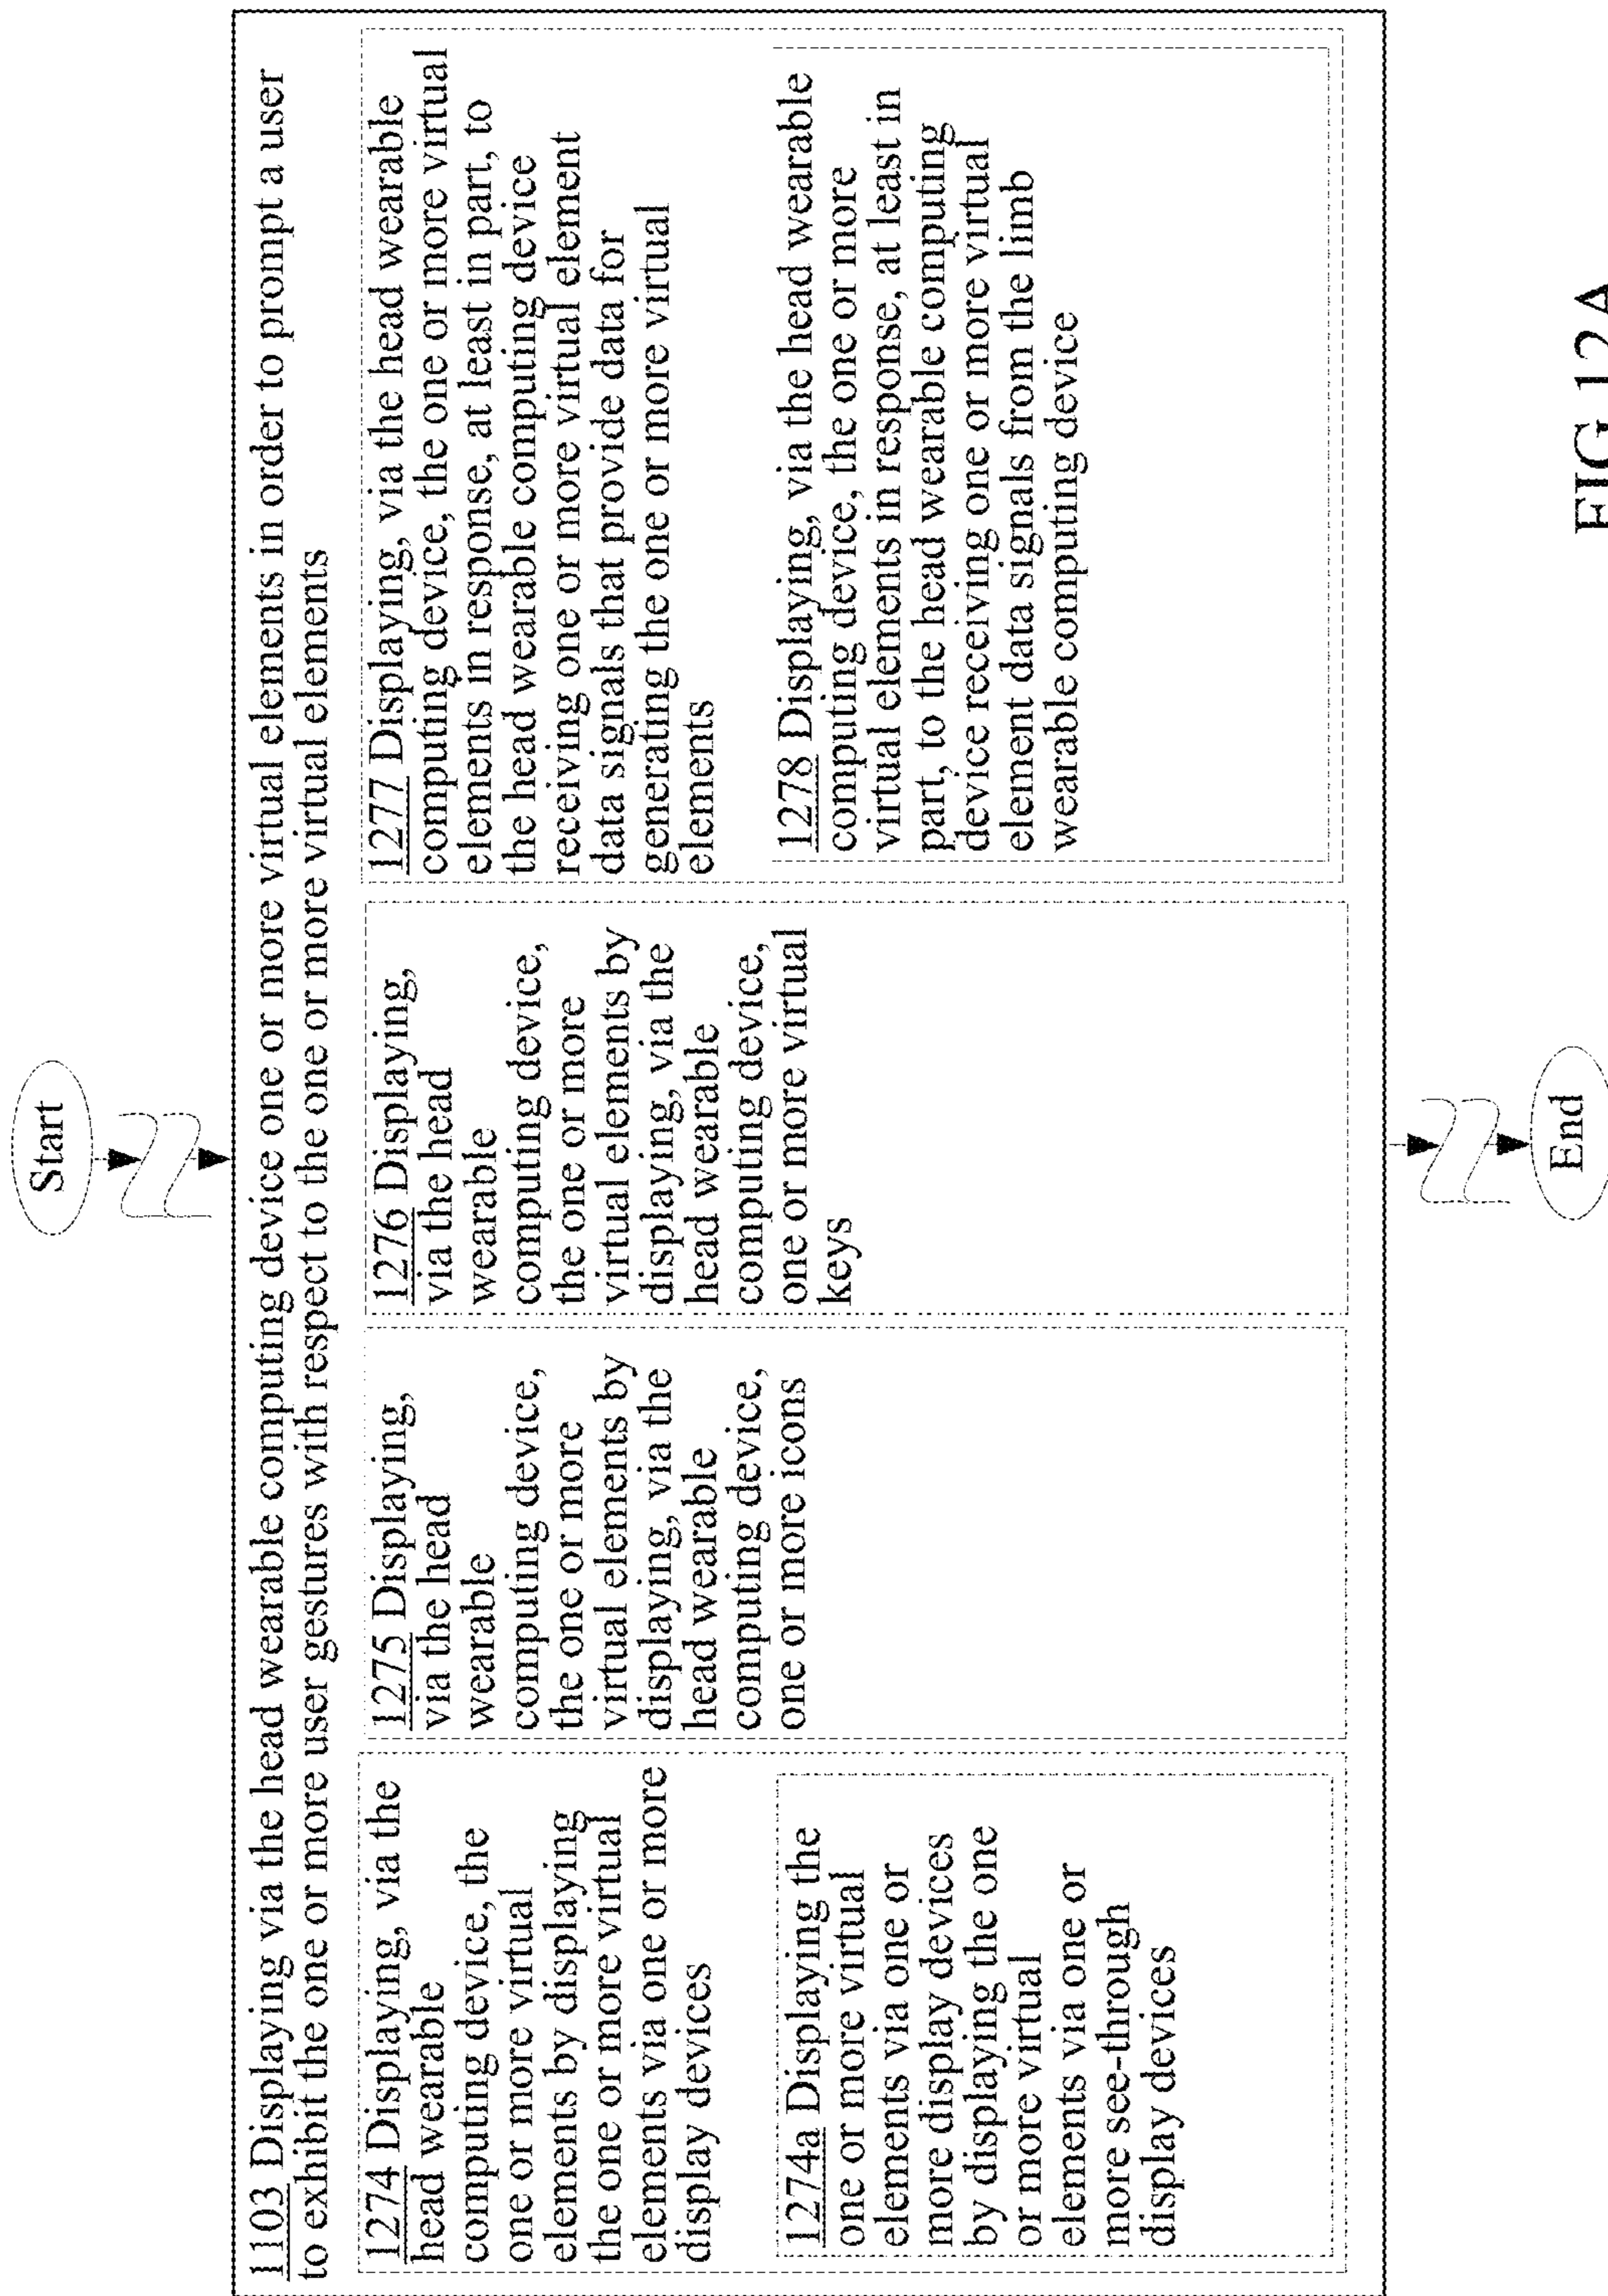 Start
1103 Displaying via the head wearable computing device one or more virtual elements in order to prompt a user
to exhibit the one or more user gestures with respect to the one or more virtual elements
1274 Displaying, via the
head wearable
computing device, the
one or more virtual
elements by displaying
the one or more virtual
elements via one or more
display devices
1274a Displaying the
one or more virtual
elements via one or
more display devices
by displaying the one
or more virtual
elements via one or
more see-through
display devices
1275 Displaying,
via the head
wearable
computing device,
the one or more
virtual elements by
displaying, via the
head wearable
computing device,
one or more icons
1276 Displaying,
via the head
wearable
computing device,
the one or more
virtual elements by
displaying, via the
head wearable
computing device,
one or more virtual
keys
1277 Displaying, via the head wearable
computing device, the one or more virtual
elements in response, at least in part, to
the head wearable computing device
receiving one or more virtual element
data signals that provide data for
generating the one or more virtual
elements
1278 Displaying, via the head wearable
computing device, the one or more
virtual elements in response, at least in
part, to the head wearable computing
device receiving one or more virtual
element data signals from the limb
wearable computing device
End
FIG 12A